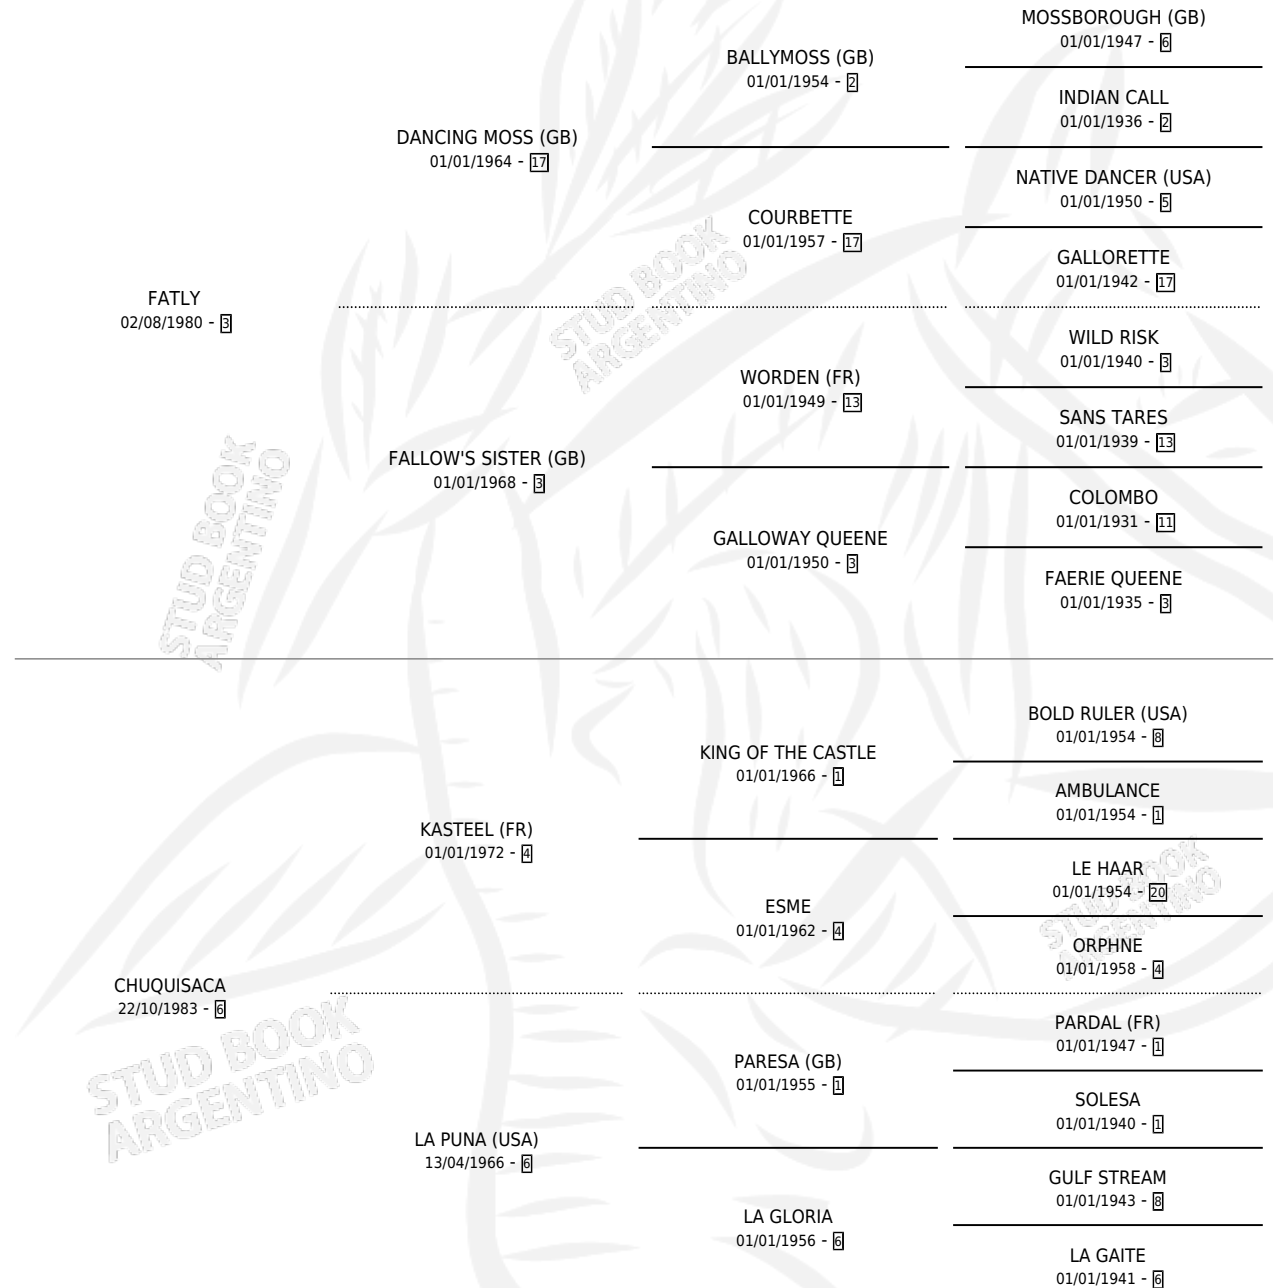 MOSSBOROUGH (GB)
01/01/1947 - 6
BALLYMOSS (GB)
01/01/1954 - 2
INDIAN CALL
01/01/1936 - 2
DANCING MOSS (GB)
01/01/1964 - 17
NATIVE DANCER (USA)
01/01/1950 - 5
COURBETTE
01/01/1957 - 17
GALLORETTE
01/01/1942 - 17
FATLY
02/08/1980 - 3
WILD RISK
01/01/1940 - 3
WORDEN (FR)
01/01/1949 - 13
SANS TARES
01/01/1939 - 13
FALLOW'S SISTER (GB)
01/01/1968 - 3
COLOMBO
01/01/1931 - 11
GALLOWAY QUEENE
01/01/1950 - 3
FAERIE QUEENE
01/01/1935 - 3
STUD BOOK
ARGENTINO
STUD BOOK
ARGENTINO
BOLD RULER (USA)
01/01/1954 - 8
KING OF THE CASTLE
01/01/1966 - 1
AMBULANCE
01/01/1954 - 1
KASTEEL (FR)
01/01/1972 - 4
LE HAAR
01/01/1954 - 20
ESME
01/01/1962 - 4
ORPHNE
01/01/1958 - 4
CHUQUISACA
22/10/1983 - 6
PARDAL (FR)
01/01/1947 - 1
PARESA (GB)
01/01/1955 - 1
SOLESA
01/01/1940 - 1
LA PUNA (USA)
13/04/1966 - 6
GULF STREAM
01/01/1943 - 8
LA GLORIA
01/01/1956 - 6
LA GAITE
01/01/1941 - 6
STUD BOOK
ARGENTINO
STUD BOOK
ARGENTINO